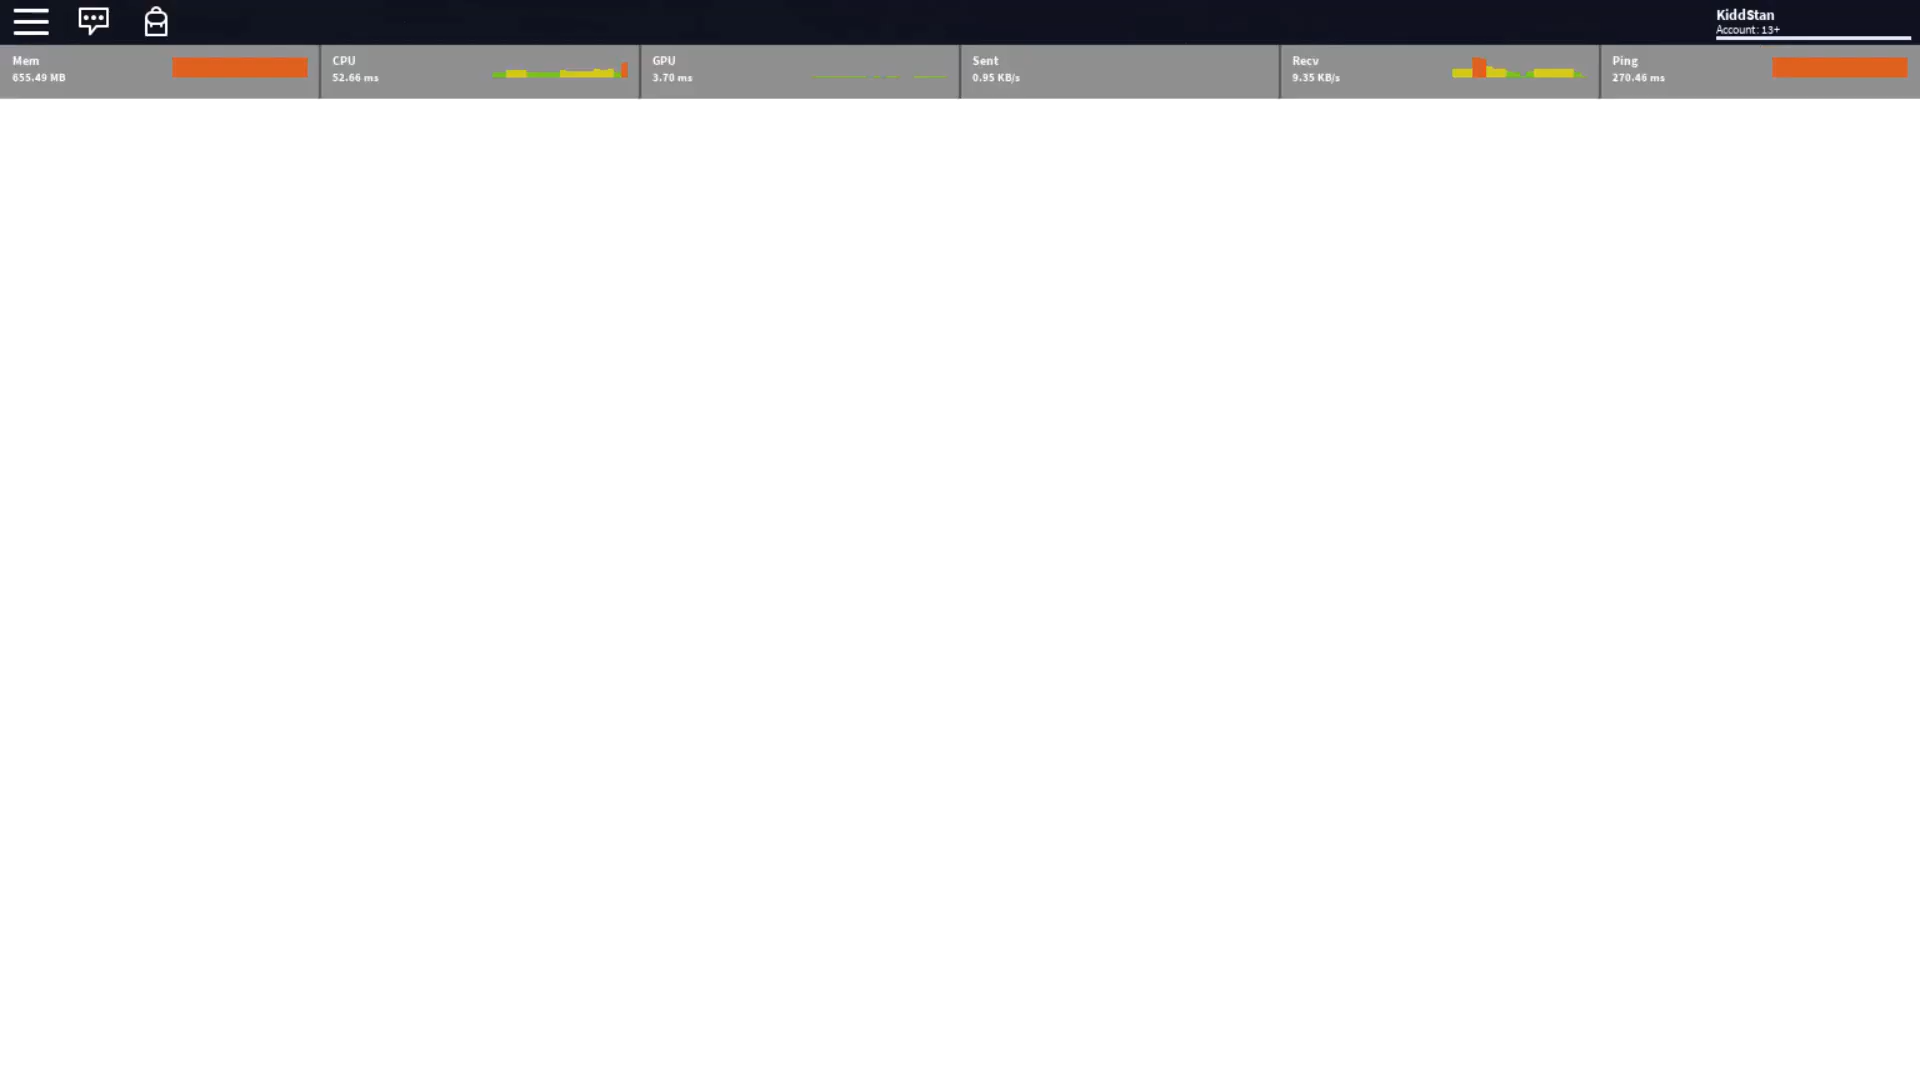 KiddStan
Account: 13+
Mem
655.49 MB
CPU
52.66 ms
GPU
3.70 ms
Sent
0.95 KB/s
Recv
9.35 KB/s
Ping
270.46 ms